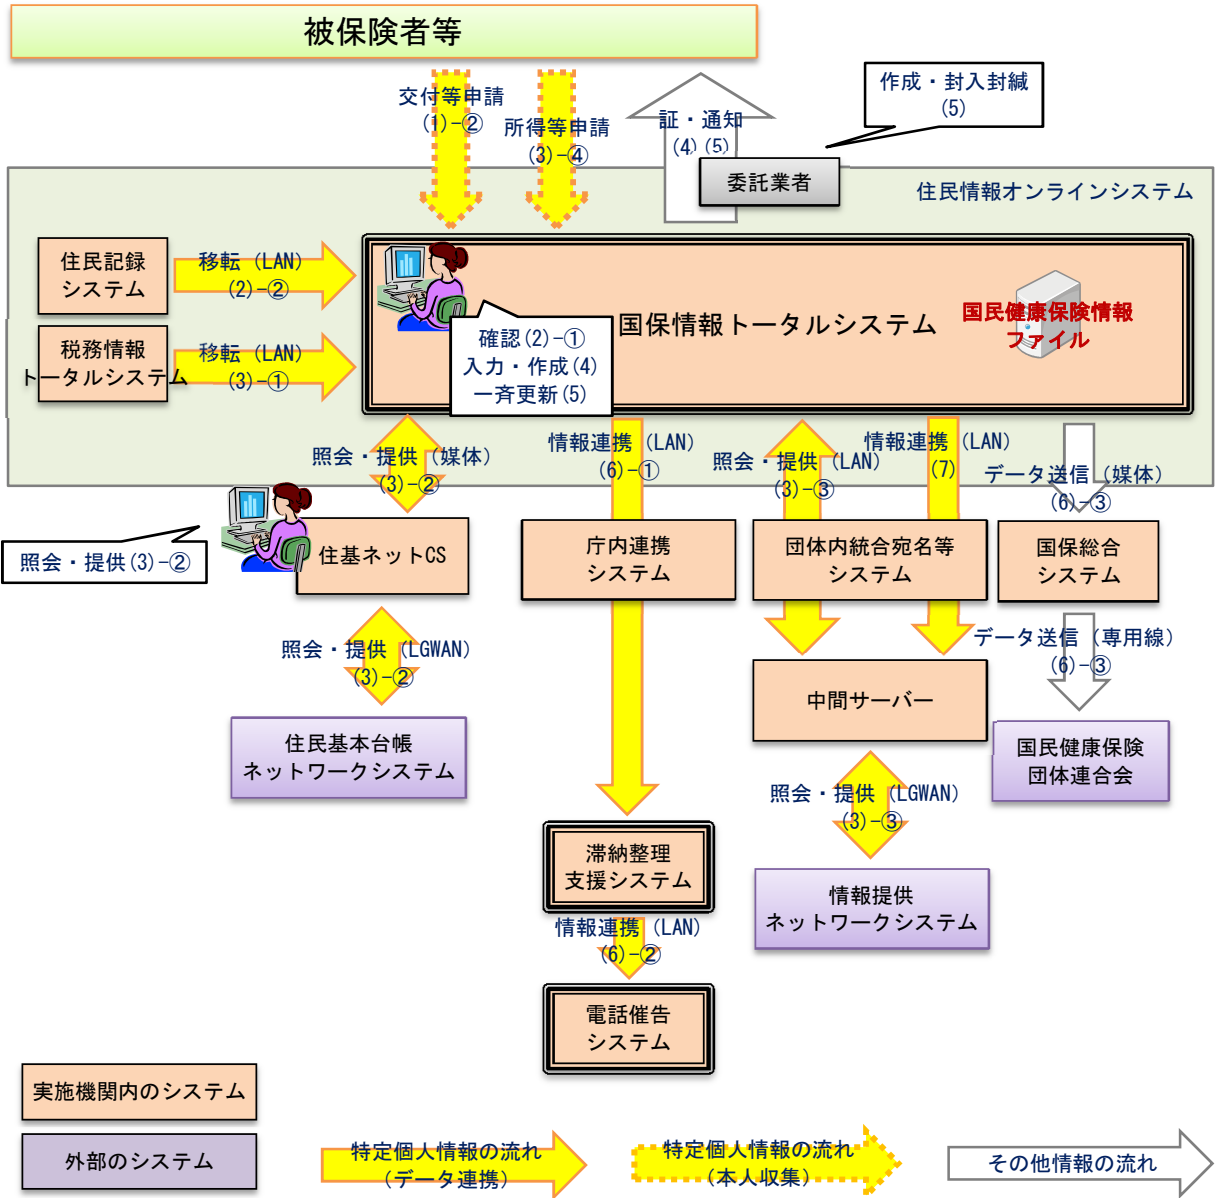 被保険者等
交付等申請
(1)-②
所得等申請
(3)-④
証・通知
(4)(5)
作成・封入封緘
(5)
委託業者
住民情報オンラインシステム
住民記録
システム
移転（LAN）
(2)-②
税務情報
トータルシステム
移転（LAN）
(3)-①
国保情報トータルシステム
国民健康保険情報
ファイル
確認(2)-①
入力・作成(4)
一斉更新(5)
照会・提供（媒体）
(3)-②
情報連携（LAN）
(6)-①
照会・提供（LAN）
(3)-③
情報連携（LAN）
(7)
データ送信（媒体）
(6)-③
照会・提供(3)-②
住基ネットCS
庁内連携
システム
団体内統合宛名等
システム
国保総合
システム
照会・提供（LGWAN）
(3)-②
データ送信（専用線）
(6)-③
中間サーバー
住民基本台帳
ネットワークシステム
国民健康保険
団体連合会
照会・提供（LGWAN）
(3)-③
滞納整理
支援システム
情報提供
ネットワークシステム
情報連携（LAN）
(6)-②
電話催告
システム
実施機関内のシステム
外部のシステム
特定個人情報の流れ
（データ連携）
特定個人情報の流れ
（本人収集）
その他情報の流れ